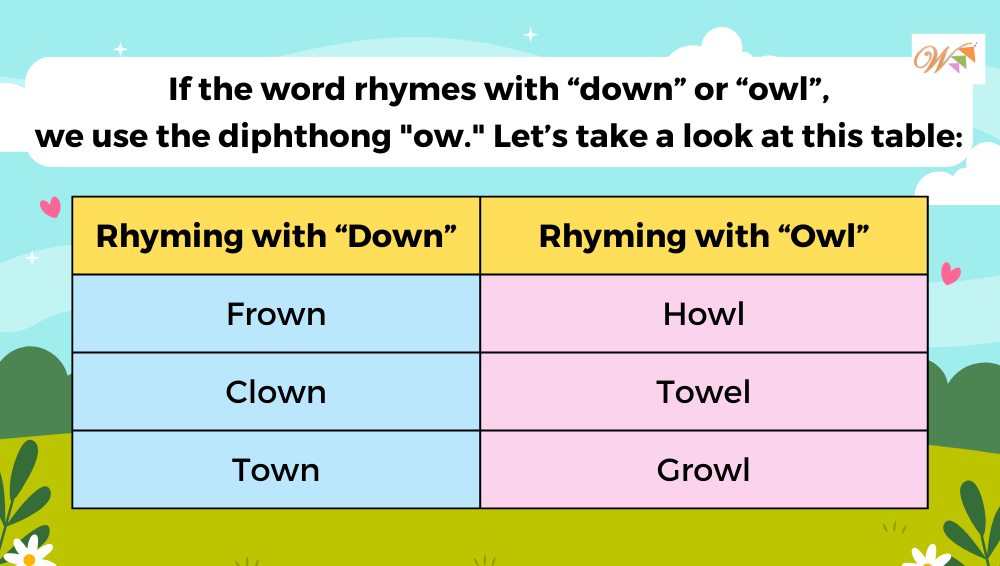 If the word rhymes with “down” or “owl”,
we use the diphthong "ow." Let’s take a look at this table:
Rhyming with “Down” Rhyming with “Owl”
Frown Howl
Clown Towel
Town Growl
W